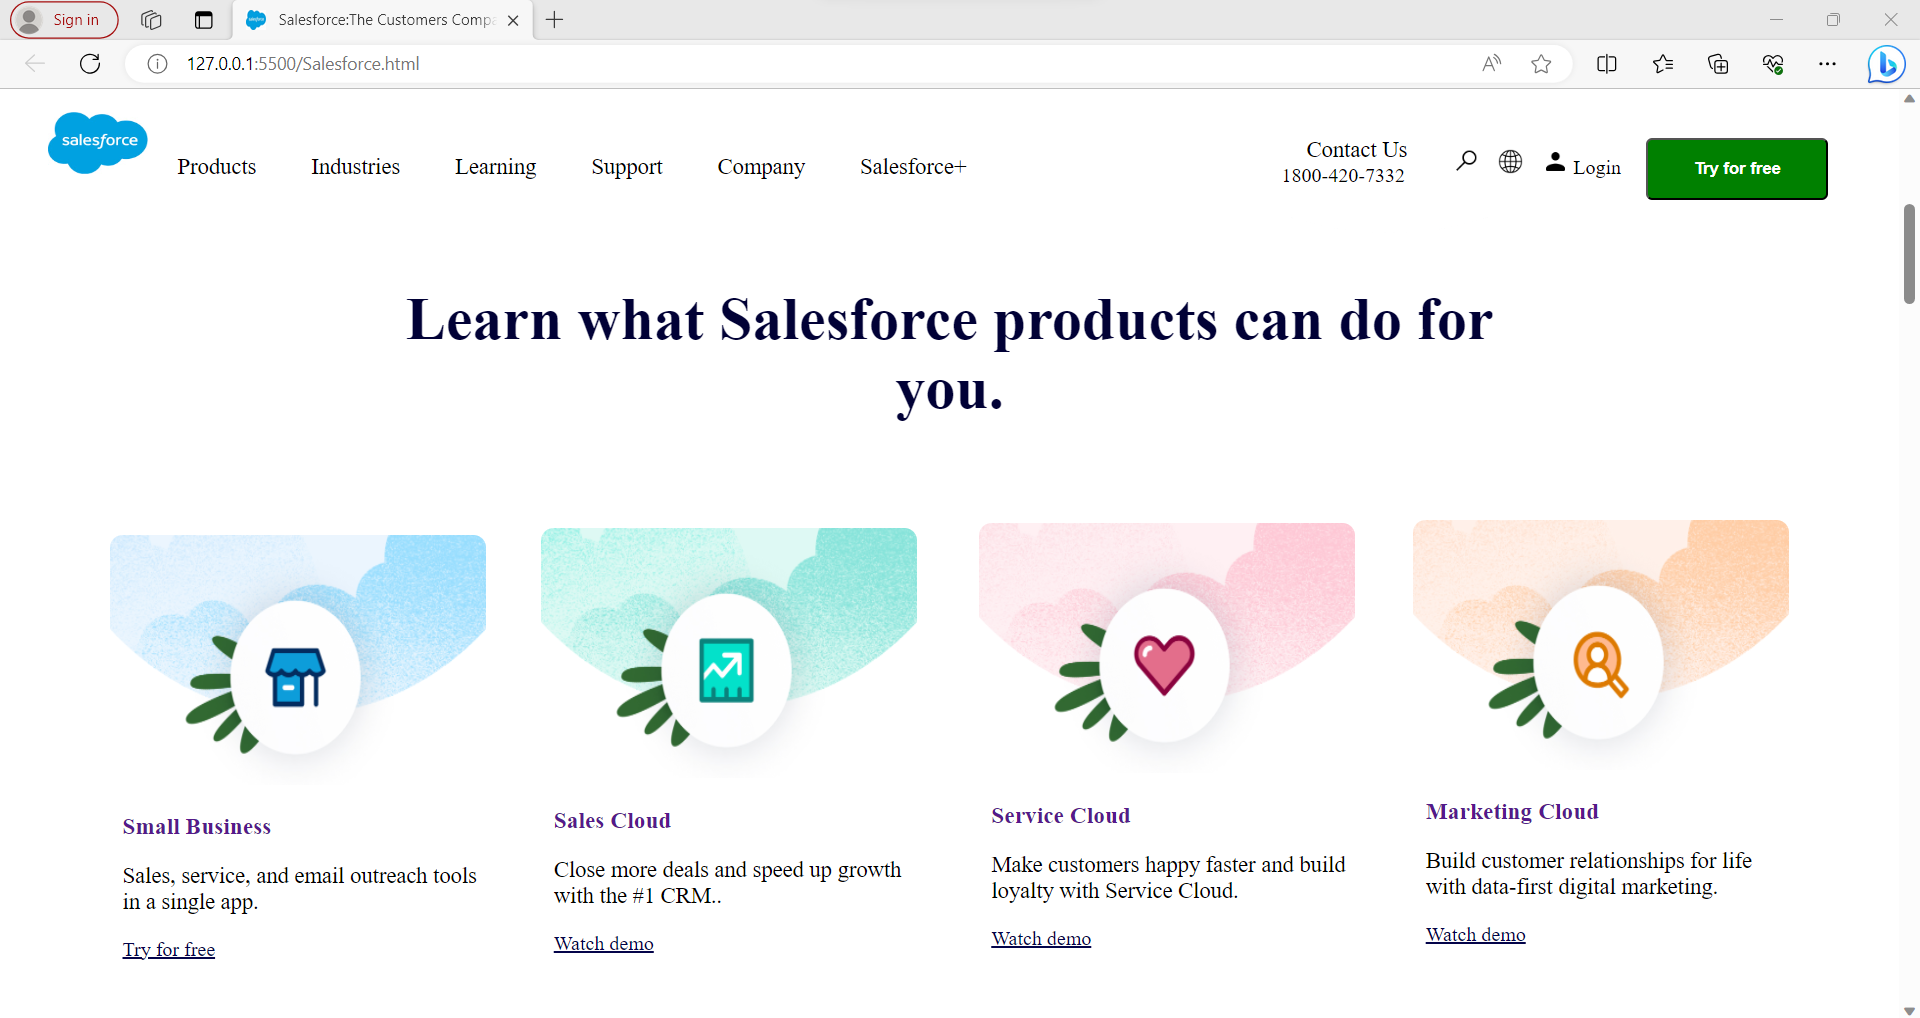 Sign in
Salesforce:The Customers Compa
127.0.0.1:5500/Salesforce.html
salesforce
Products
Industries
Learning
Support
Company
Salesforce+
Contact Us
1800-420-7332
Login
Try for free
Learn what Salesforce products can do for
you.
Small Business
Sales, service, and email outreach tools
in a single app.
Try for free
Sales Cloud
Close more deals and speed up growth
with the #1 CRM..
Watch demo
Service Cloud
Make customers happy faster and build
loyalty with Service Cloud.
Watch demo
Marketing Cloud
Build customer relationships for life
with data-first digital marketing.
Watch demo